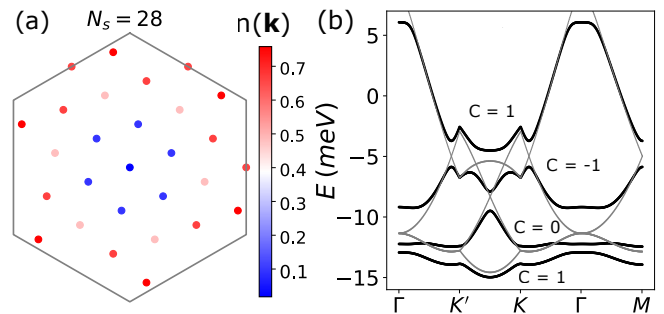 (a)
N_s = 28
n(k)
0.7
0.6
0.5
0.4
0.3
0.2
0.1
(b)
E (meV)
5
0
−5
−10
−15
C = 1
C = -1
C = 0
C = 1
Γ K′ K Γ M